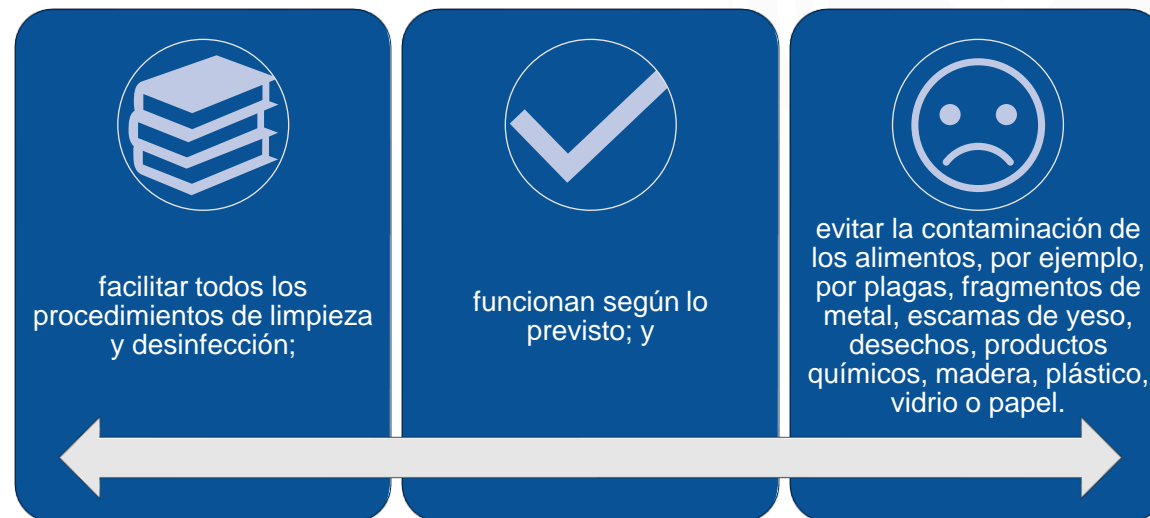 facilitar todos los
procedimientos de limpieza
y desinfección;
funcionan según lo
previsto; y
evitar la contaminación de
los alimentos, por ejemplo,
por plagas, fragmentos de
metal, escamas de yeso,
desechos, productos
químicos, madera, plástico,
vidrio o papel.